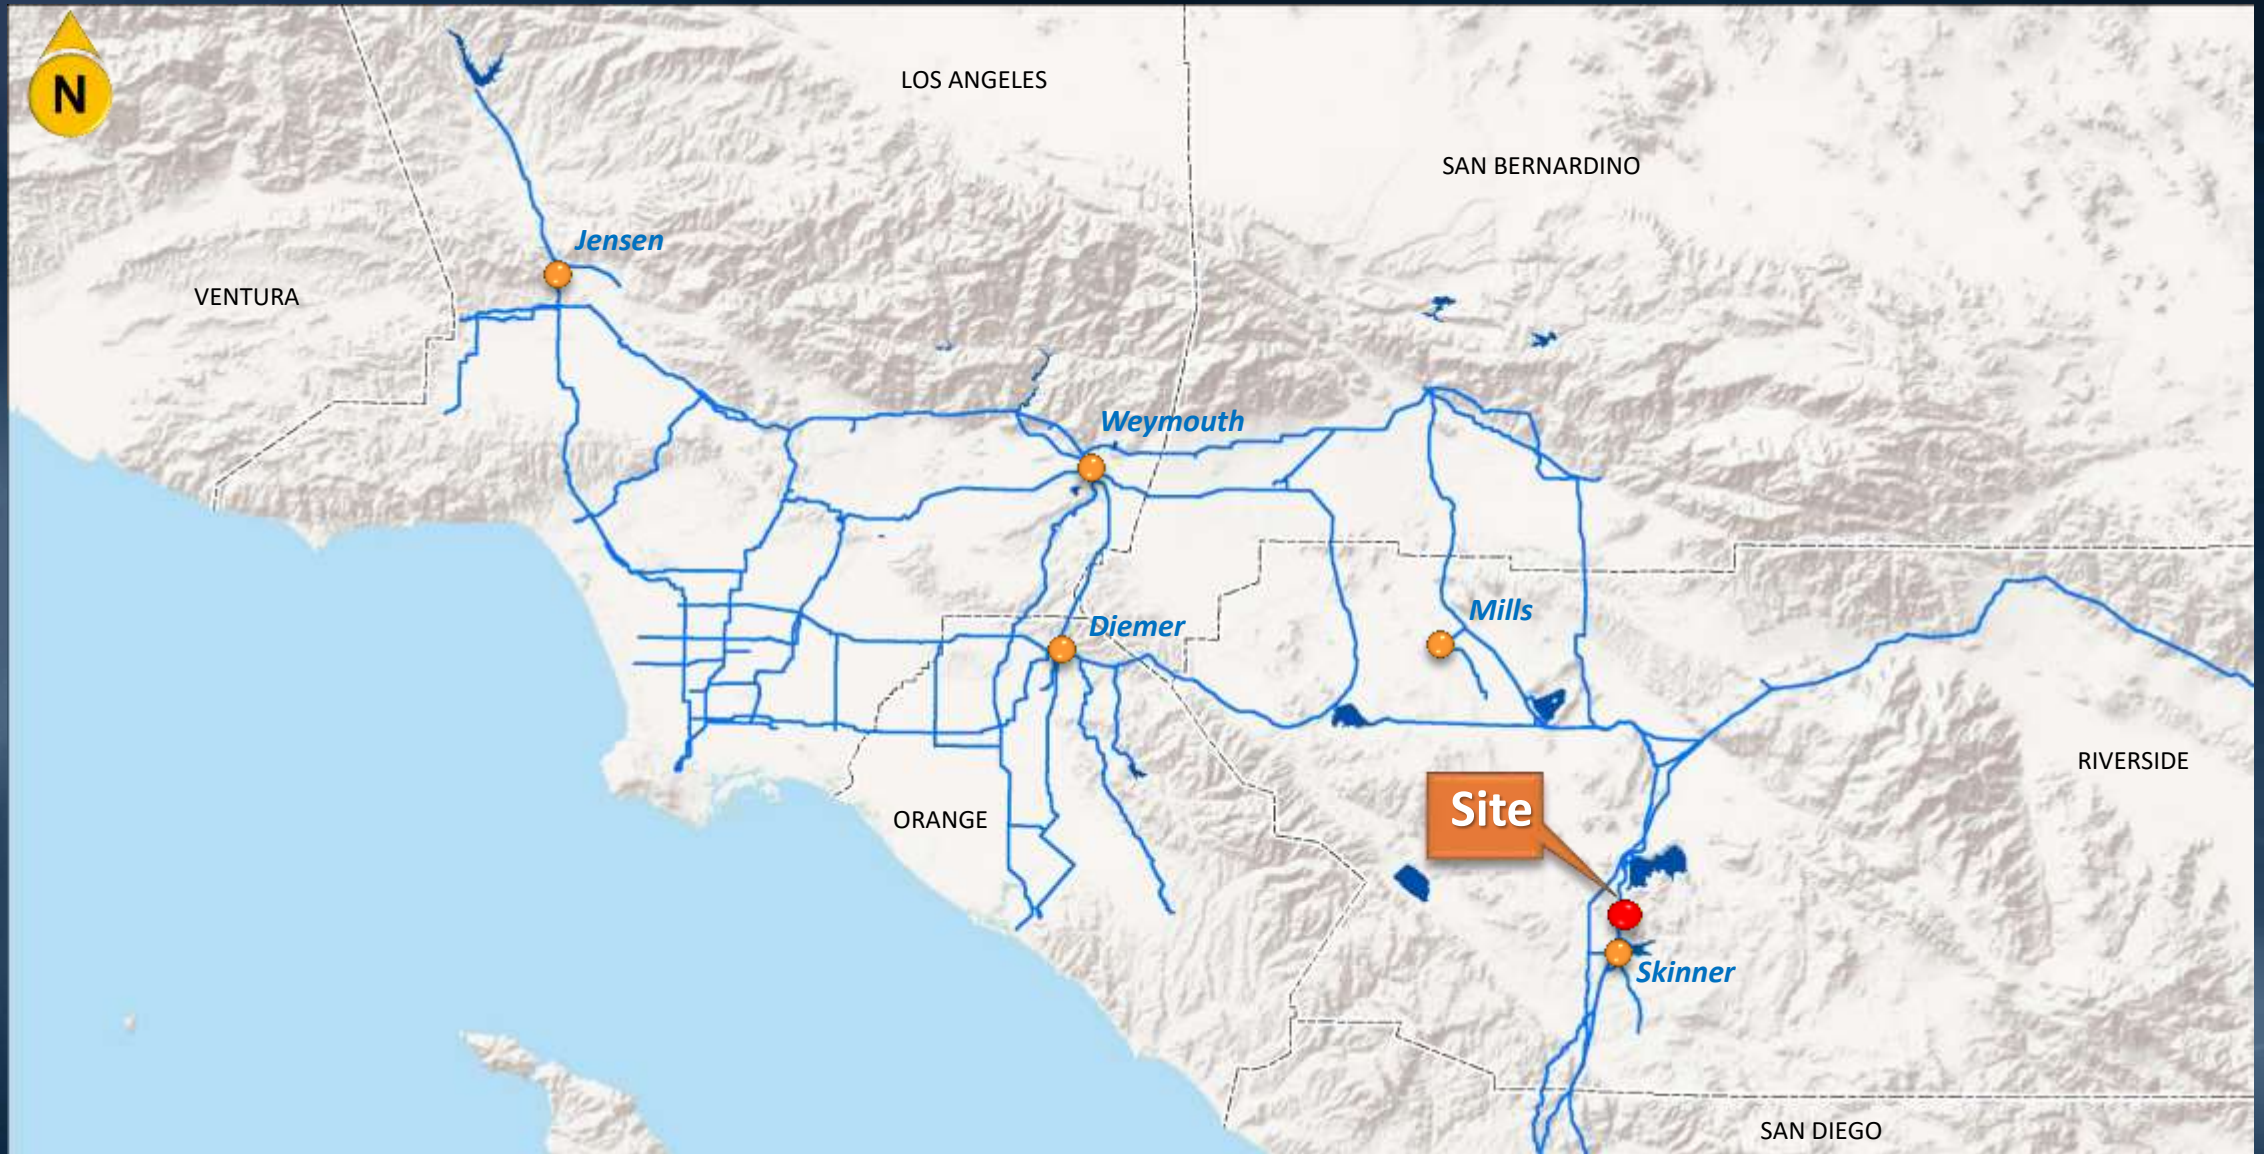 N
LOS ANGELES
SAN BERNARDINO
Jensen
VENTURA
Weymouth
Mills
Diemer
RIVERSIDE
Site
ORANGE
Skinner
SAN DIEGO